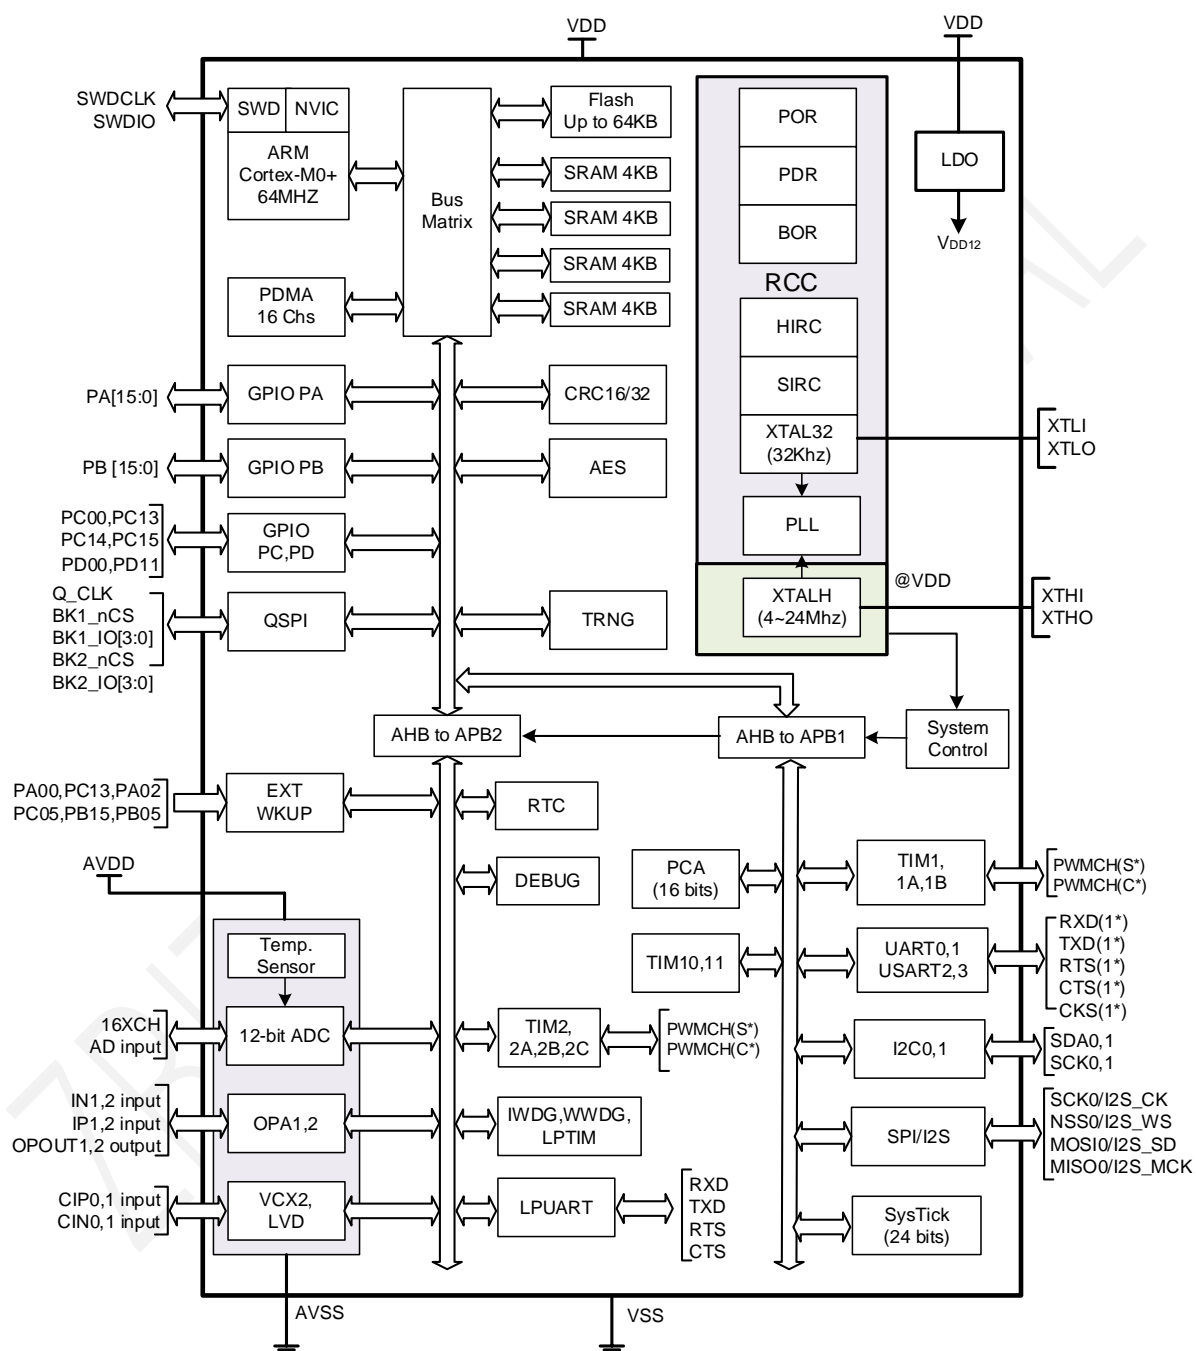 VDD
VDD
SWDCLK
SWDIO
SWD
NVIC
ARM
Cortex-M0+
64MHZ
Bus
Matrix
Flash
Up to 64KB
SRAM 4KB
SRAM 4KB
SRAM 4KB
SRAM 4KB
PDMA
16 Chs
POR
PDR
BOR
RCC
HIRC
SIRC
XTAL32
(32Khz)
PLL
XTALH
(4~24Mhz)
@VDD
LDO
VDD12
XTLI
XTLO
XTHI
XTHO
PA[15:0]
GPIO PA
CRC16/32
PB [15:0]
GPIO PB
AES
PC00,PC13
PC14,PC15
PD00,PD11
GPIO
PC,PD
Q_CLK
BK1_nCS
BK1_IO[3:0]
BK2_nCS
BK2_IO[3:0]
QSPI
TRNG
AHB to APB2
AHB to APB1
System
Control
PA00,PC13,PA02
PC05,PB15,PB05
EXT
WKUP
RTC
AVDD
DEBUG
PCA
(16 bits)
TIM1,
1A,1B
PWMCH(S*)
PWMCH(C*)
Temp.
Sensor
TIM10,11
UART0,1
USART2,3
RXD(1*)
TXD(1*)
RTS(1*)
CTS(1*)
CKS(1*)
16XCH
AD input
12-bit ADC
TIM2,
2A,2B,2C
PWMCH(S*)
PWMCH(C*)
I2C0,1
SDA0,1
SCK0,1
IN1,2 input
IP1,2 input
OPOUT1,2 output
OPA1,2
IWDG,WWDG,
LPTIM
SPI/I2S
SCK0/I2S_CK
NSS0/I2S_WS
MOSI0/I2S_SD
MISO0/I2S_MCK
CIP0,1 input
CIN0,1 input
VCX2,
LVD
LPUART
RXD
TXD
RTS
CTS
SysTick
(24 bits)
AVSS
VSS